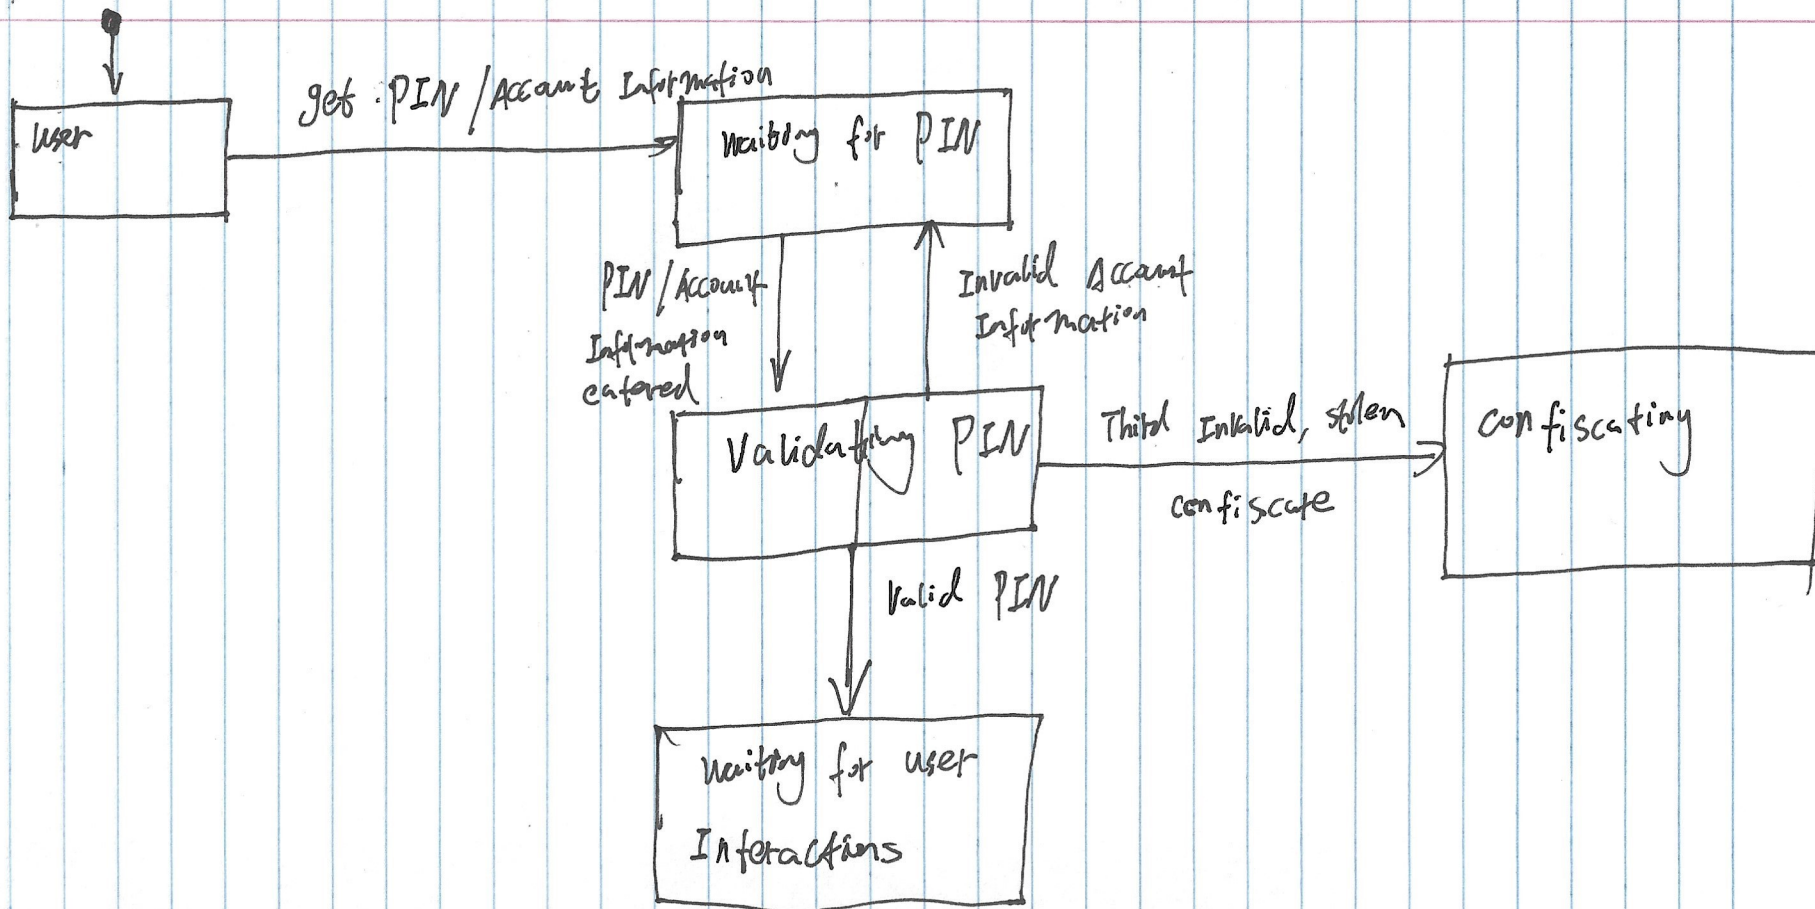 get PIN / Account Information
user
waiting for PIN
PIN / Account
Information
entered
Invalid Account
Information
Validating PIN
Third Invalid, stolen
confiscate
confiscating
Valid PIN
waiting for user
Interactions